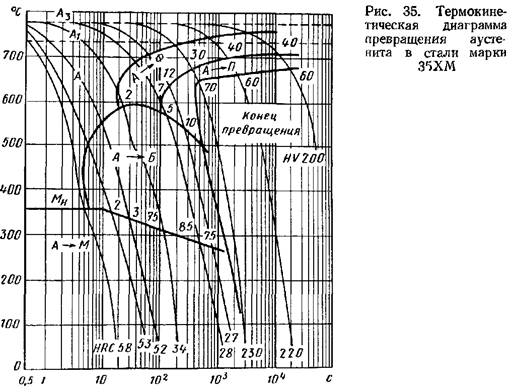 Рис. 35. Термокине-
тическая диаграмма
превращения аусте-
нита в стали марки
35ХМ
°С
A₃
A₁
700
600
500
400
300
200
100
0
A
A → Ф
30
40
40
12
A → П
60
60
2
7
70
5
10
Конец
превращения
HV 200
A → Б
Мн
2
3
75
85
75
A → М
HRC 58
53
52
34
28
27
230
220
0,5
1
10
10²
10³
10⁴
с